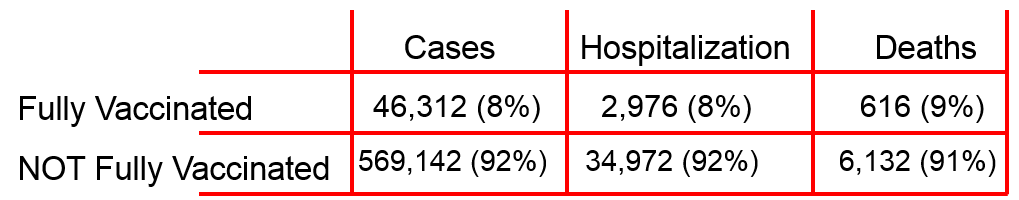 Cases Hospitalization Deaths
Fully Vaccinated 46,312 (8%) 2,976 (8%) 616 (9%)
NOT Fully Vaccinated 569,142 (92%) 34,972 (92%) 6,132 (91%)